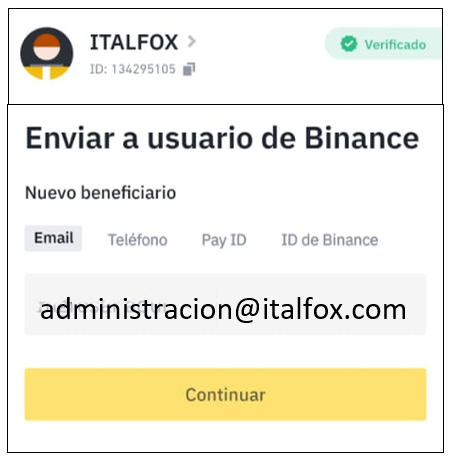 ITALFOX
Verificado
ID: 134295105
Enviar a usuario de Binance
Nuevo beneficiario
Email Teléfono Pay ID ID de Binance
administracion@italfox.com
Continuar